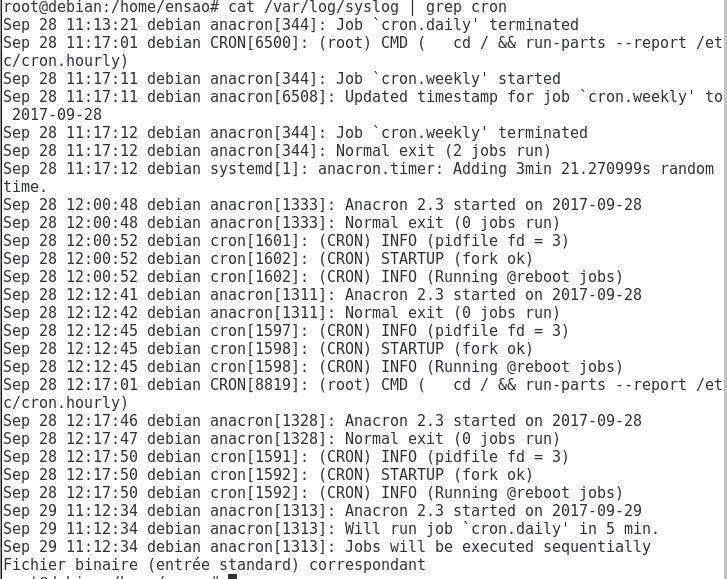 root@debian:/home/ensao# cat /var/log/syslog | grep cron
Sep 28 11:13:21 debian anacron[344]: Job `cron.daily' terminated
Sep 28 11:17:01 debian CRON[6500]: (root) CMD (   cd / && run-parts --report /et
c/cron.hourly)
Sep 28 11:17:11 debian anacron[344]: Job `cron.weekly' started
Sep 28 11:17:11 debian anacron[6508]: Updated timestamp for job `cron.weekly' to
 2017-09-28
Sep 28 11:17:12 debian anacron[344]: Job `cron.weekly' terminated
Sep 28 11:17:12 debian anacron[344]: Normal exit (2 jobs run)
Sep 28 11:17:12 debian systemd[1]: anacron.timer: Adding 3min 21.270999s random
time.
Sep 28 12:00:48 debian anacron[1333]: Anacron 2.3 started on 2017-09-28
Sep 28 12:00:48 debian anacron[1333]: Normal exit (0 jobs run)
Sep 28 12:00:52 debian cron[1601]: (CRON) INFO (pidfile fd = 3)
Sep 28 12:00:52 debian cron[1602]: (CRON) STARTUP (fork ok)
Sep 28 12:00:52 debian cron[1602]: (CRON) INFO (Running @reboot jobs)
Sep 28 12:12:41 debian anacron[1311]: Anacron 2.3 started on 2017-09-28
Sep 28 12:12:42 debian anacron[1311]: Normal exit (0 jobs run)
Sep 28 12:12:45 debian cron[1597]: (CRON) INFO (pidfile fd = 3)
Sep 28 12:12:45 debian cron[1598]: (CRON) STARTUP (fork ok)
Sep 28 12:12:45 debian cron[1598]: (CRON) INFO (Running @reboot jobs)
Sep 28 12:17:01 debian CRON[8819]: (root) CMD (   cd / && run-parts --report /et
c/cron.hourly)
Sep 28 12:17:46 debian anacron[1328]: Anacron 2.3 started on 2017-09-28
Sep 28 12:17:47 debian anacron[1328]: Normal exit (0 jobs run)
Sep 28 12:17:50 debian cron[1591]: (CRON) INFO (pidfile fd = 3)
Sep 28 12:17:50 debian cron[1592]: (CRON) STARTUP (fork ok)
Sep 28 12:17:50 debian cron[1592]: (CRON) INFO (Running @reboot jobs)
Sep 29 11:12:34 debian anacron[1313]: Anacron 2.3 started on 2017-09-29
Sep 29 11:12:34 debian anacron[1313]: Will run job `cron.daily' in 5 min.
Sep 29 11:12:34 debian anacron[1313]: Jobs will be executed sequentially
Fichier binaire (entrée standard) correspondant